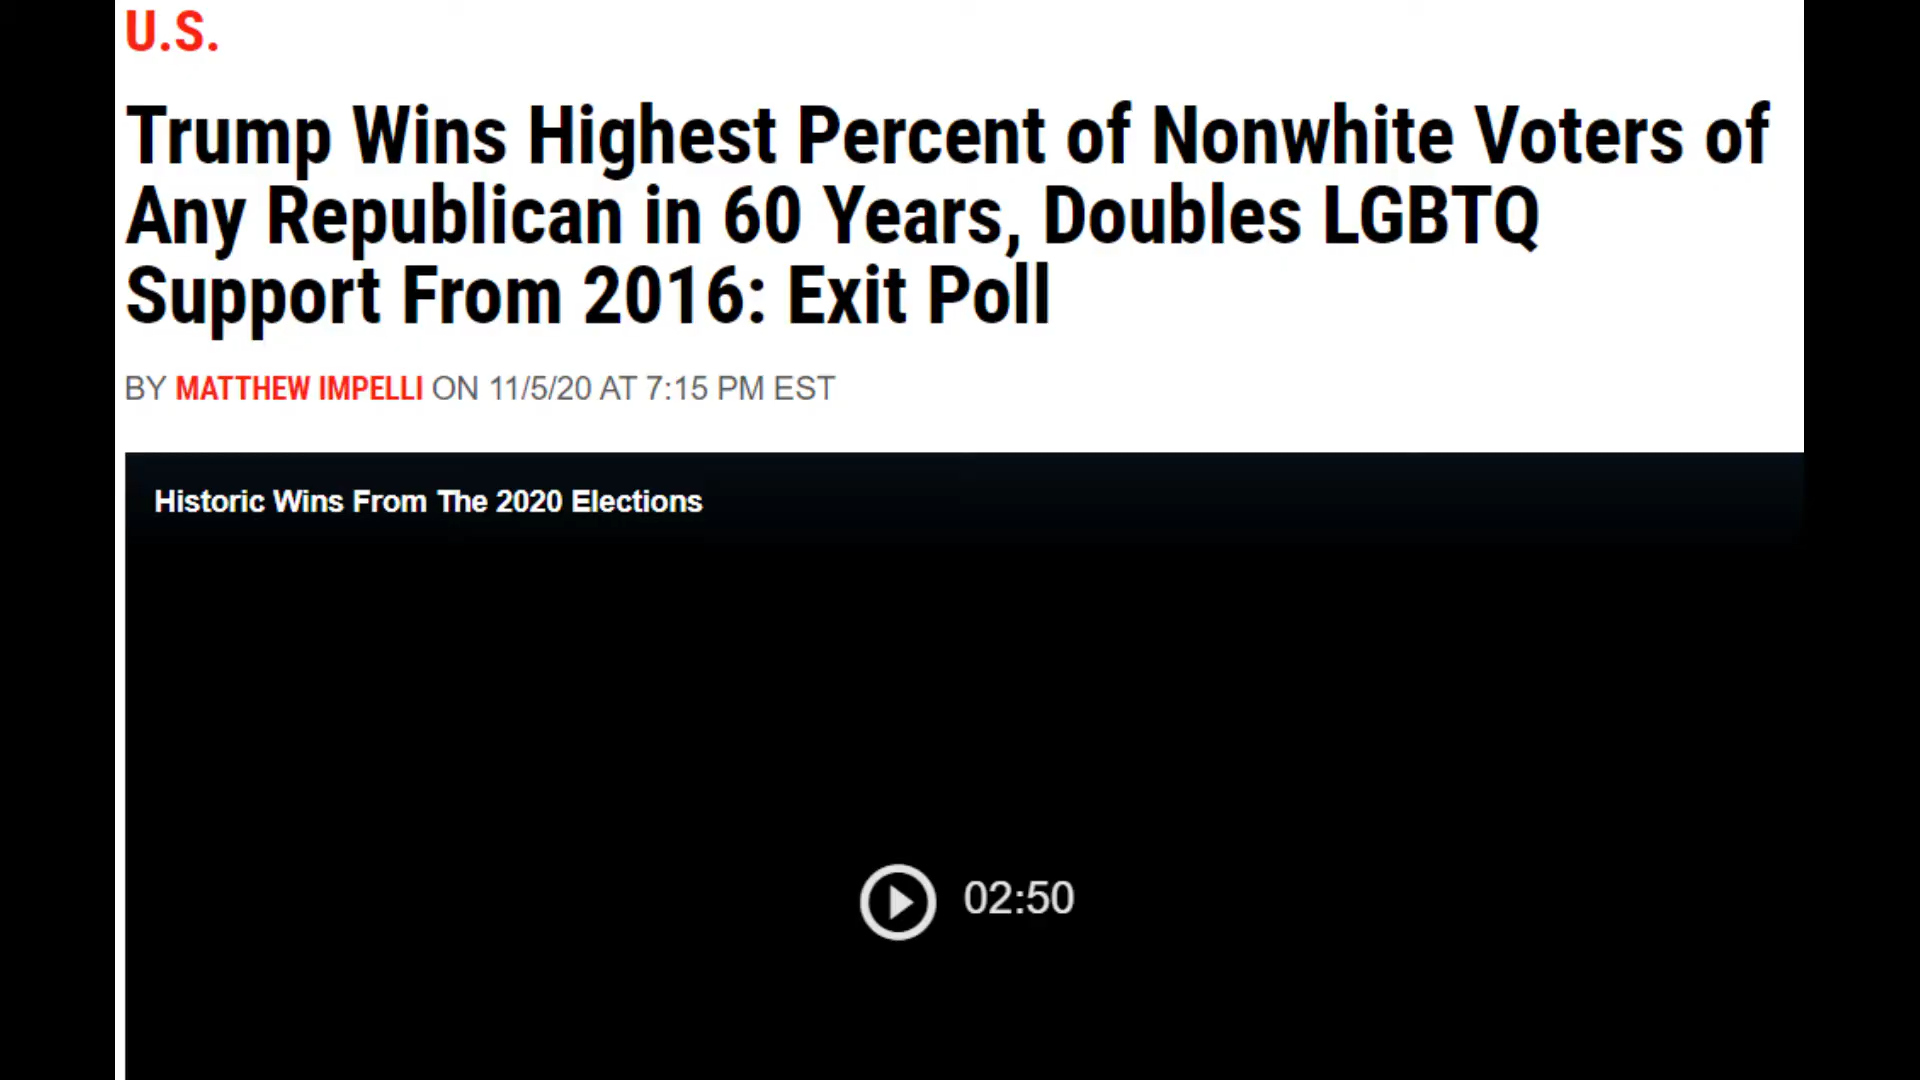 U.S.
Trump Wins Highest Percent of Nonwhite Voters of
Any Republican in 60 Years, Doubles LGBTQ
Support From 2016: Exit Poll
BY MATTHEW IMPELLI ON 11/5/20 AT 7:15 PM EST
Historic Wins From The 2020 Elections
02:50